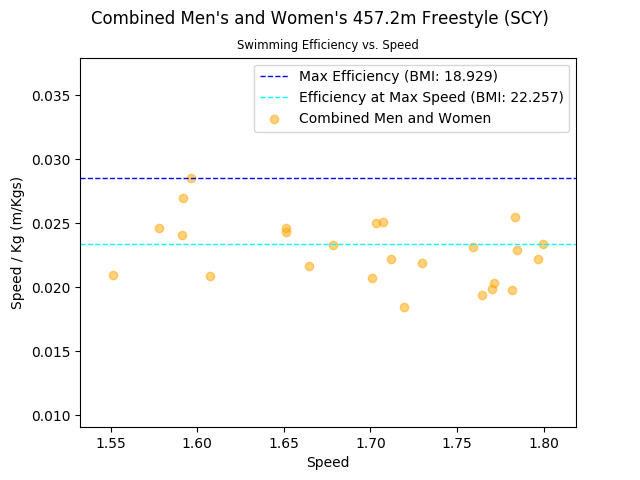 Combined Men's and Women's 457.2m Freestyle (SCY)
Swimming Efficiency vs. Speed
Max Efficiency (BMI: 18.929)
Efficiency at Max Speed (BMI: 22.257)
Combined Men and Women
Speed / Kg (m/Kgs)
0.035
0.030
0.025
0.020
0.015
0.010
1.55 1.60 1.65 1.70 1.75 1.80
Speed